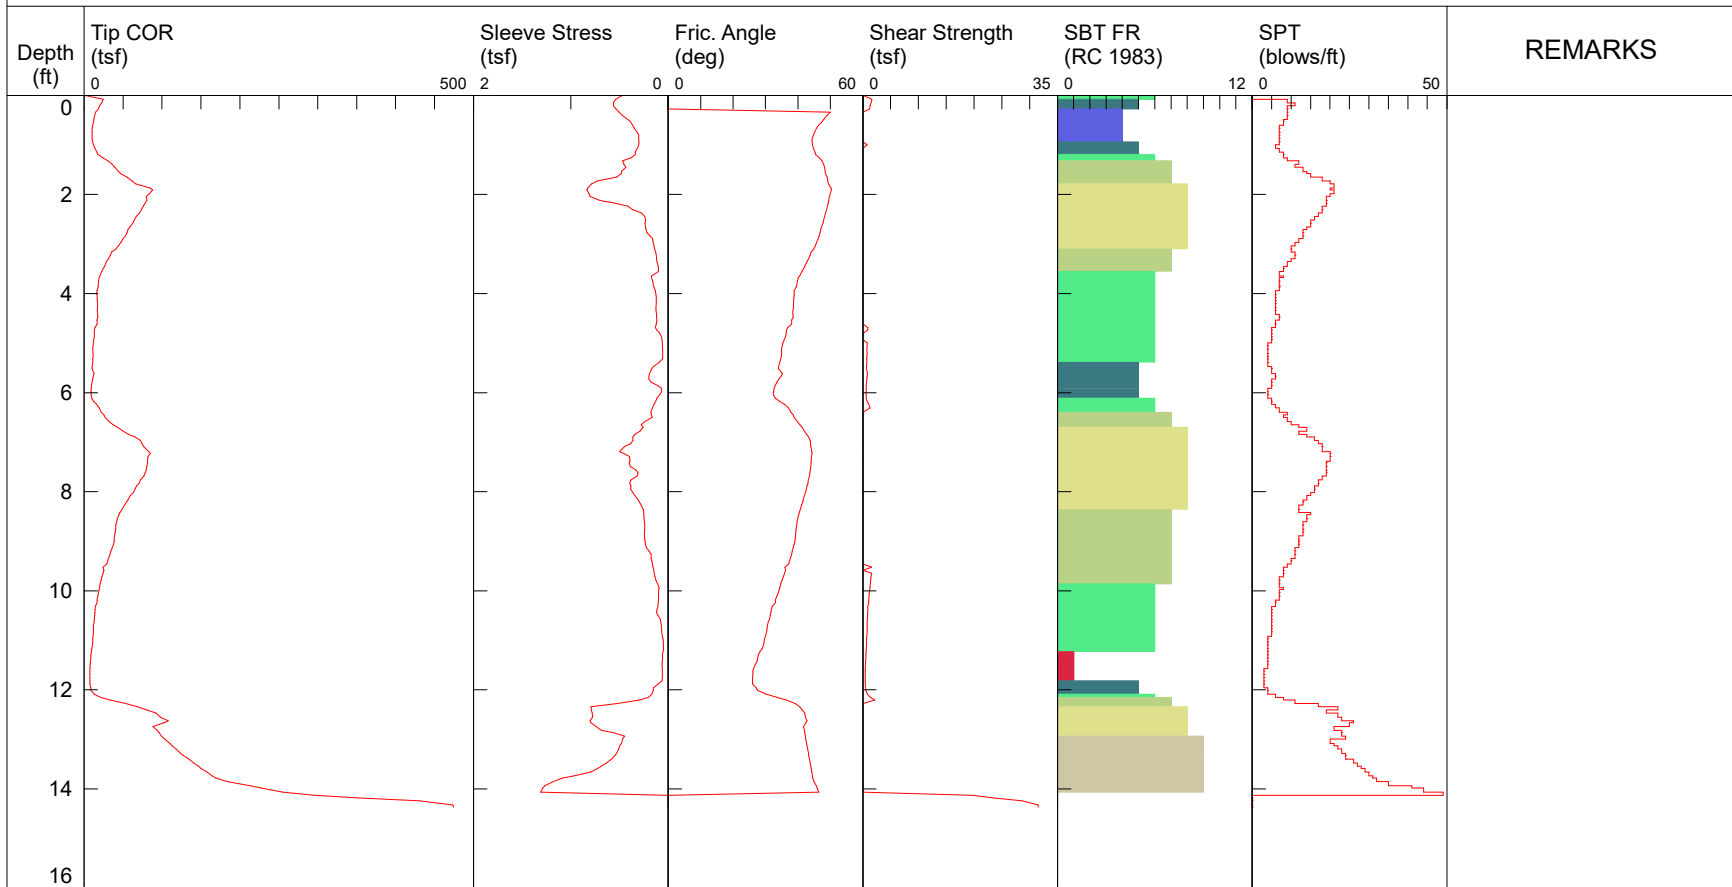 Depth
(ft)
Tip COR
(tsf)
0 500
Sleeve Stress
(tsf)
2 0
Fric. Angle
(deg)
0 60
Shear Strength
(tsf)
0 35
SBT FR
(RC 1983)
0 12
SPT
(blows/ft)
0 50
REMARKS
0
2
4
6
8
10
12
14
16